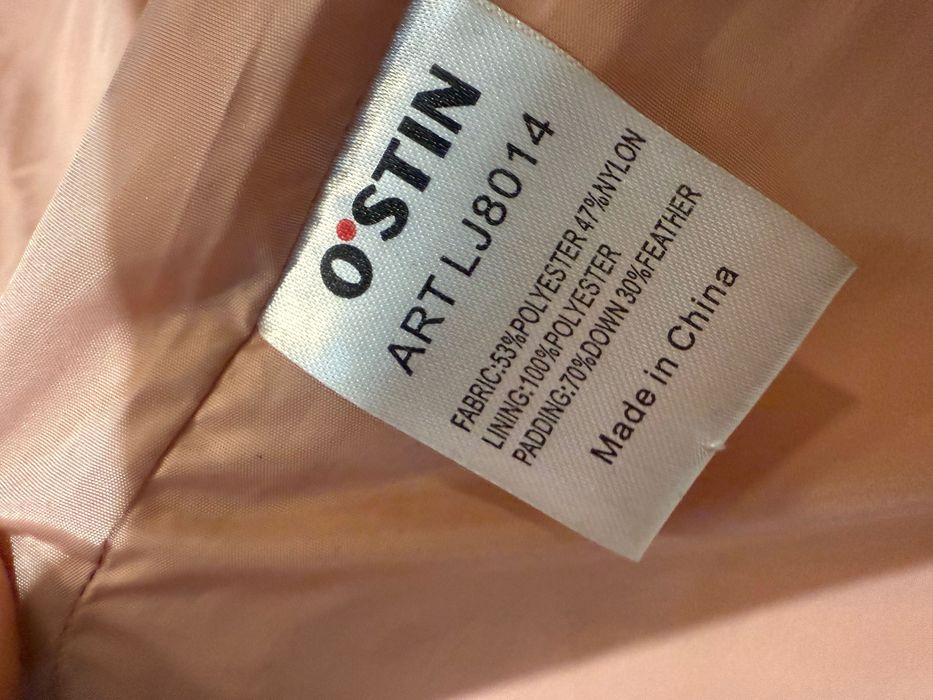 O'STIN
ART LJ8014
FABRIC:53%POLYESTER 47%NYLON
LINING:100%POLYESTER
PADDING:70%DOWN 30%FEATHER
Made in China